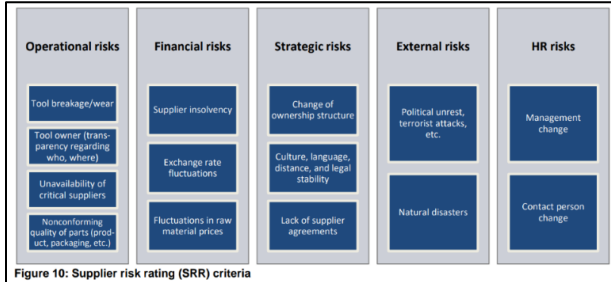 Operational risks
Tool breakage/wear
Tool owner (trans-
parency regarding
who, where)
Unavailability of
critical suppliers
Nonconforming
quality of parts (prod-
uct, packaging, etc.)
Financial risks
Supplier insolvency
Exchange rate
fluctuations
Fluctuations in raw
material prices
Strategic risks
Change of
ownership structure
Culture, language,
distance, and legal
stability
Lack of supplier
agreements
External risks
Political unrest,
terrorist attacks,
etc.
Natural disasters
HR risks
Management
change
Contact person
change
Figure 10: Supplier risk rating (SRR) criteria